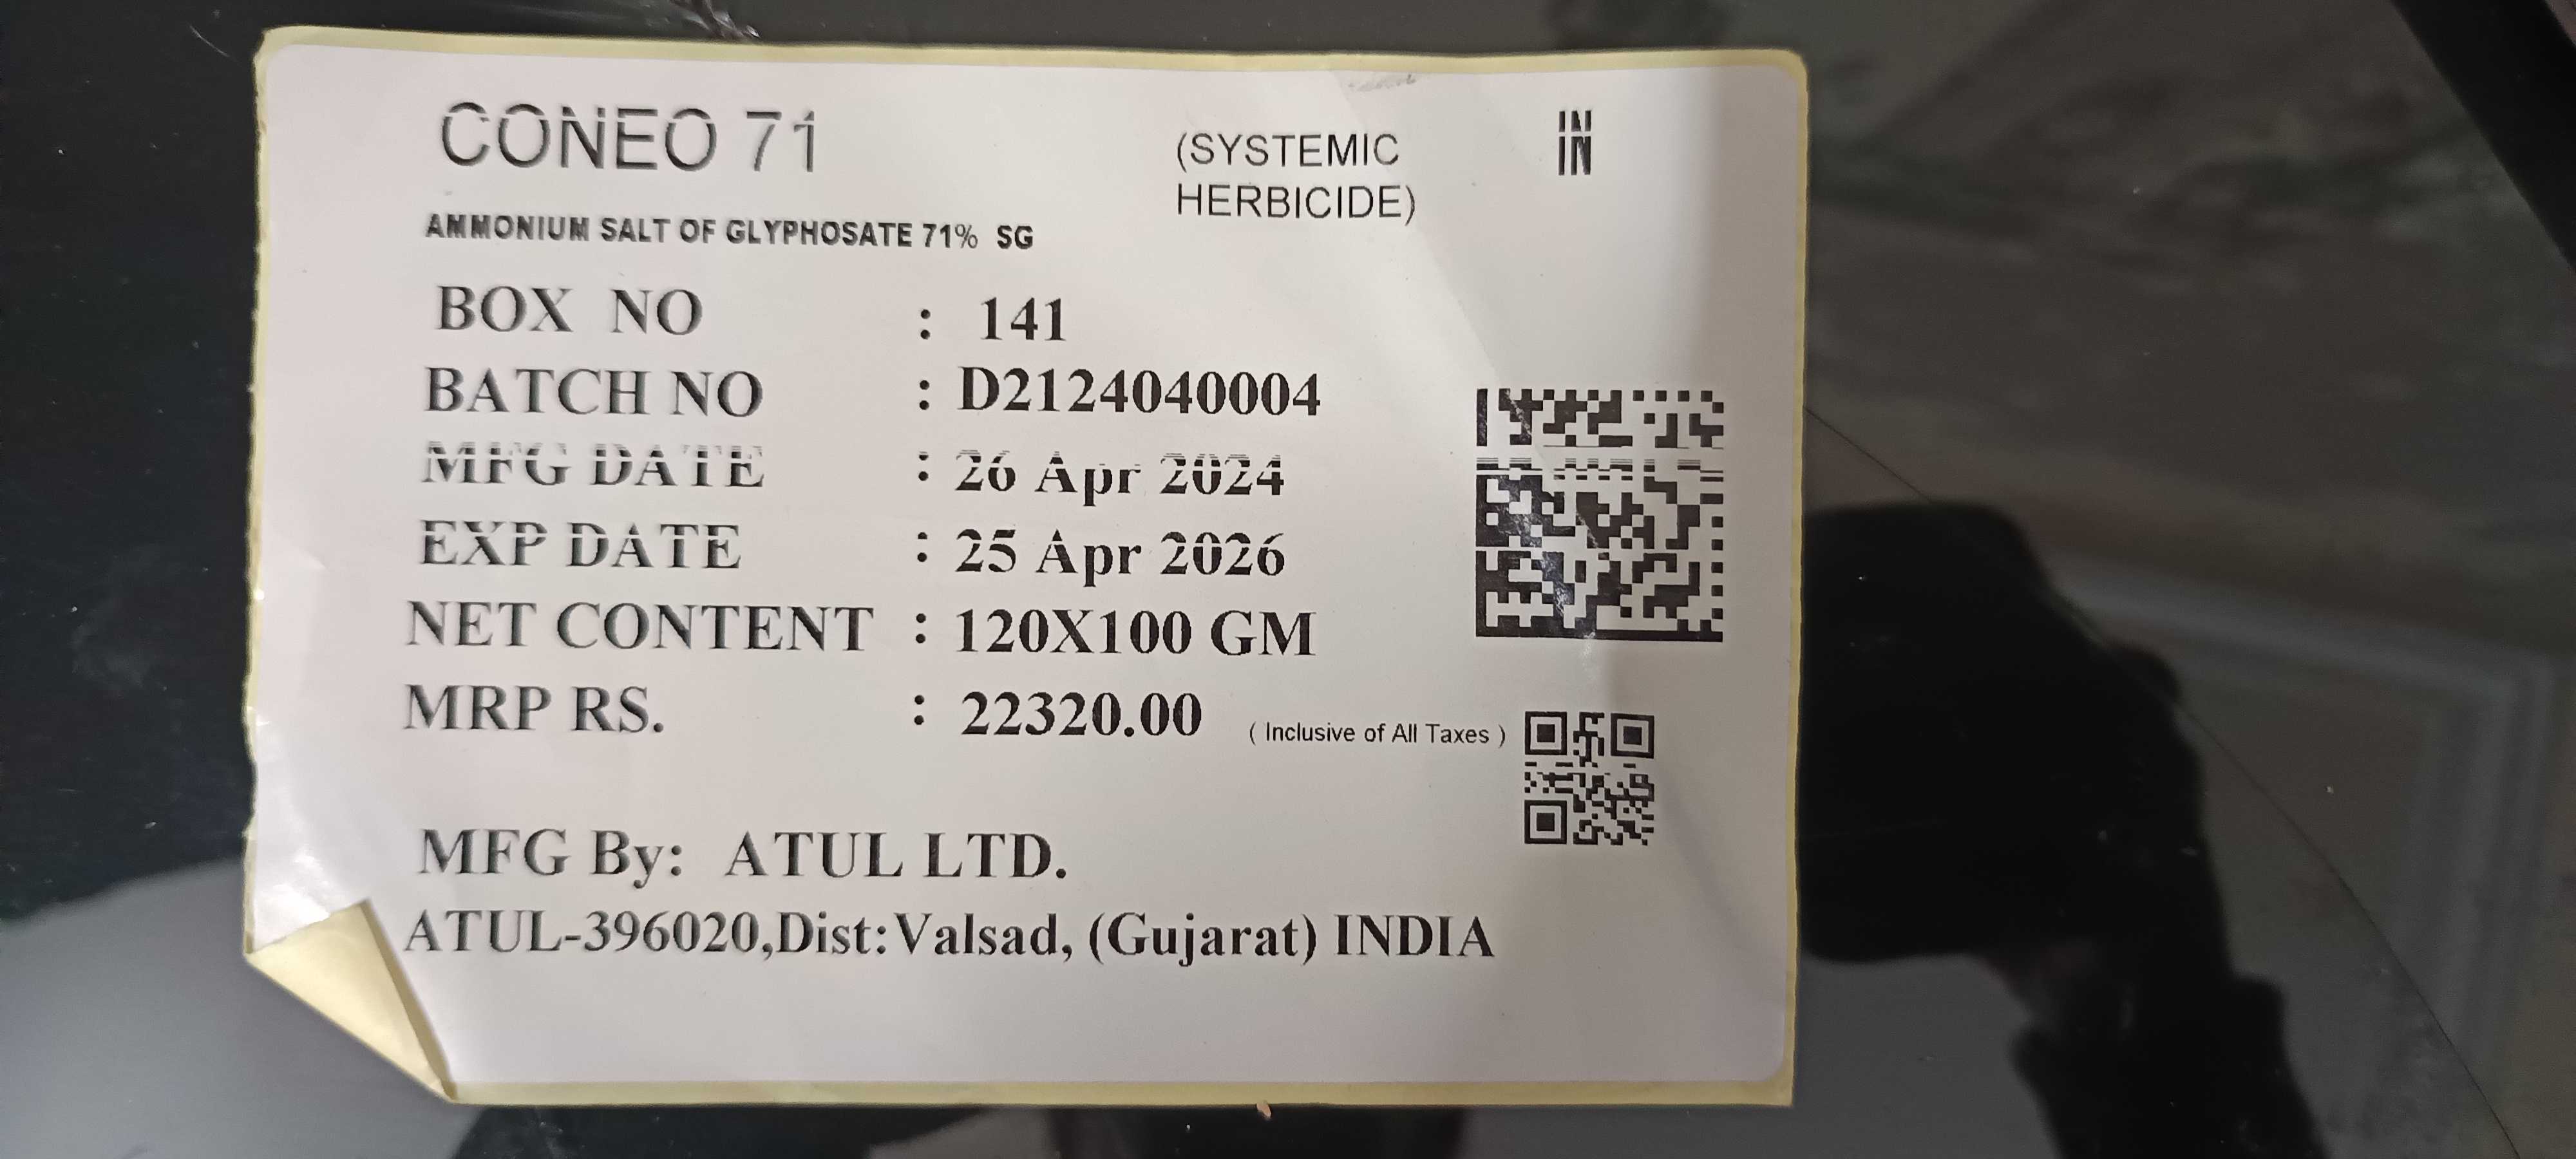 CONEO 71
(SYSTEMIC
HERBICIDE)
IN
AMMONIUM SALT OF GLYPHOSATE 71% SG
BOX NO : 141
BATCH NO : D2124040004
MFG DATE : 26 Apr 2024
EXP DATE : 25 Apr 2026
NET CONTENT : 120X100 GM
MRP RS. : 22320.00 ( Inclusive of All Taxes )
MFG By: ATUL LTD.
ATUL-396020,Dist:Valsad, (Gujarat) INDIA